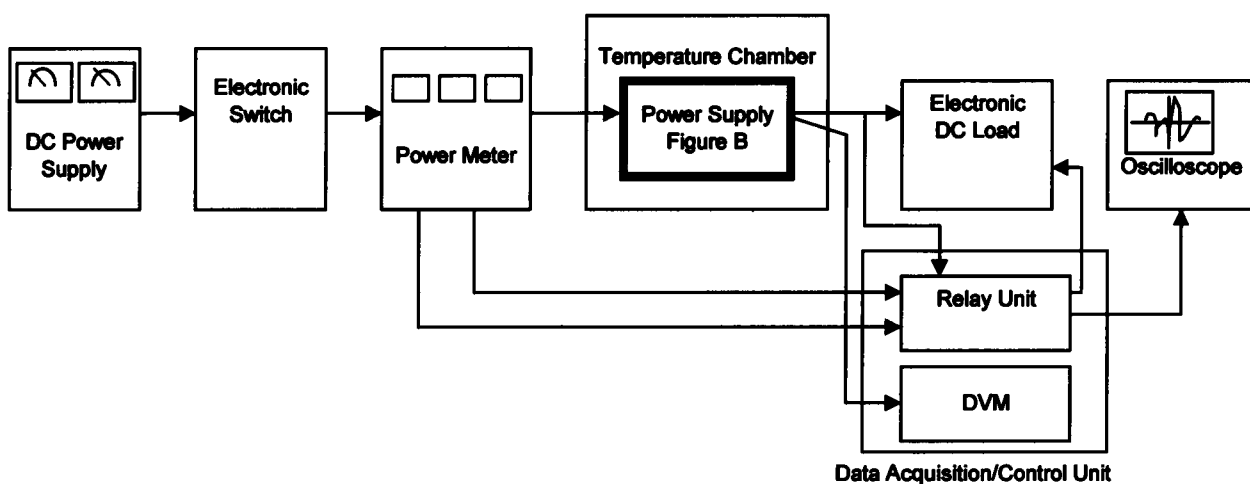 DC Power
Supply
Electronic
Switch
Power Meter
Temperature Chamber
Power Supply
Figure B
Electronic
DC Load
Oscilloscope
Relay Unit
DVM
Data Acquisition/Control Unit